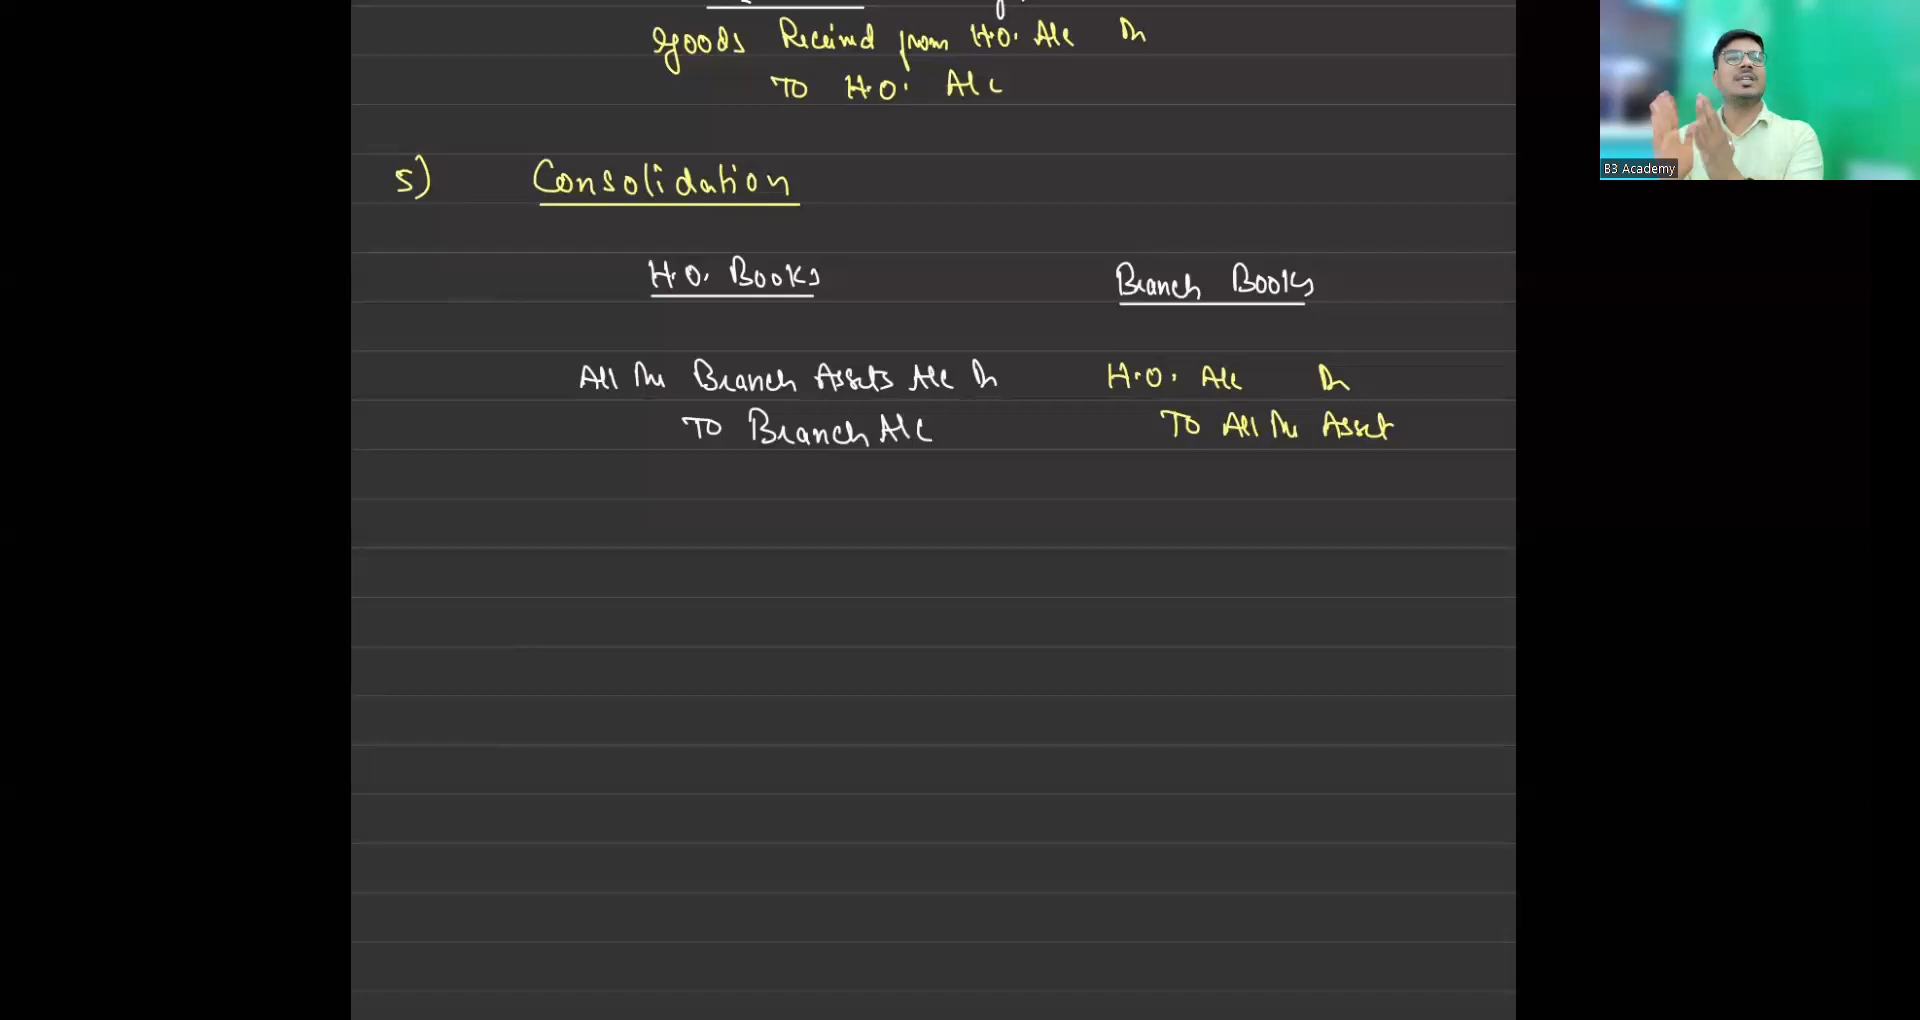 Goods Received from H.O. A/c Dr
To H.O. A/c
5) Consolidation
H.O. Books
Branch Books
All the Branch Assets A/c Dr
To Branch A/c
H.O. A/c Dr
To All the Asset
B3 Academy